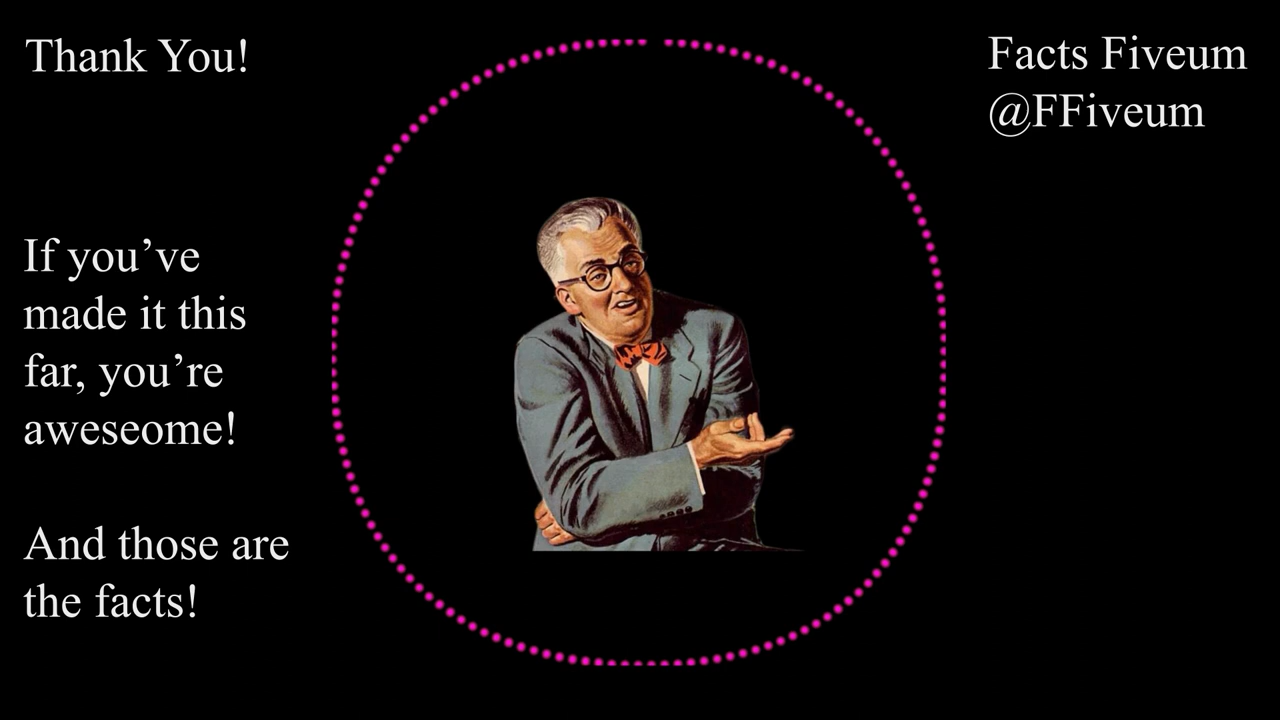 Thank You!
Facts Fiveum
@FFiveum
If you’ve
made it this
far, you’re
aweseome!
And those are
the facts!